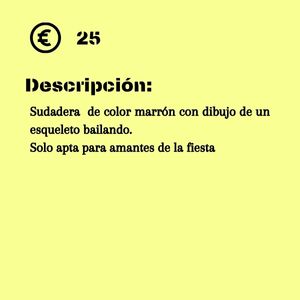 € 25
Descripción:
Sudadera de color marrón con dibujo de un
esqueleto bailando.
Solo apta para amantes de la fiesta